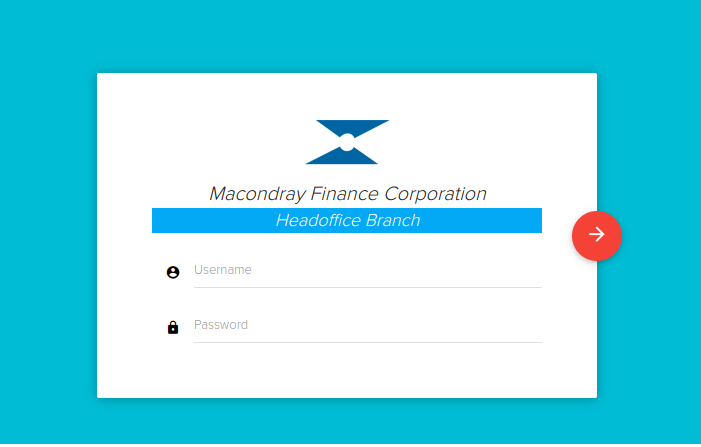 Macondray Finance Corporation
Headoffice Branch
Username
Password